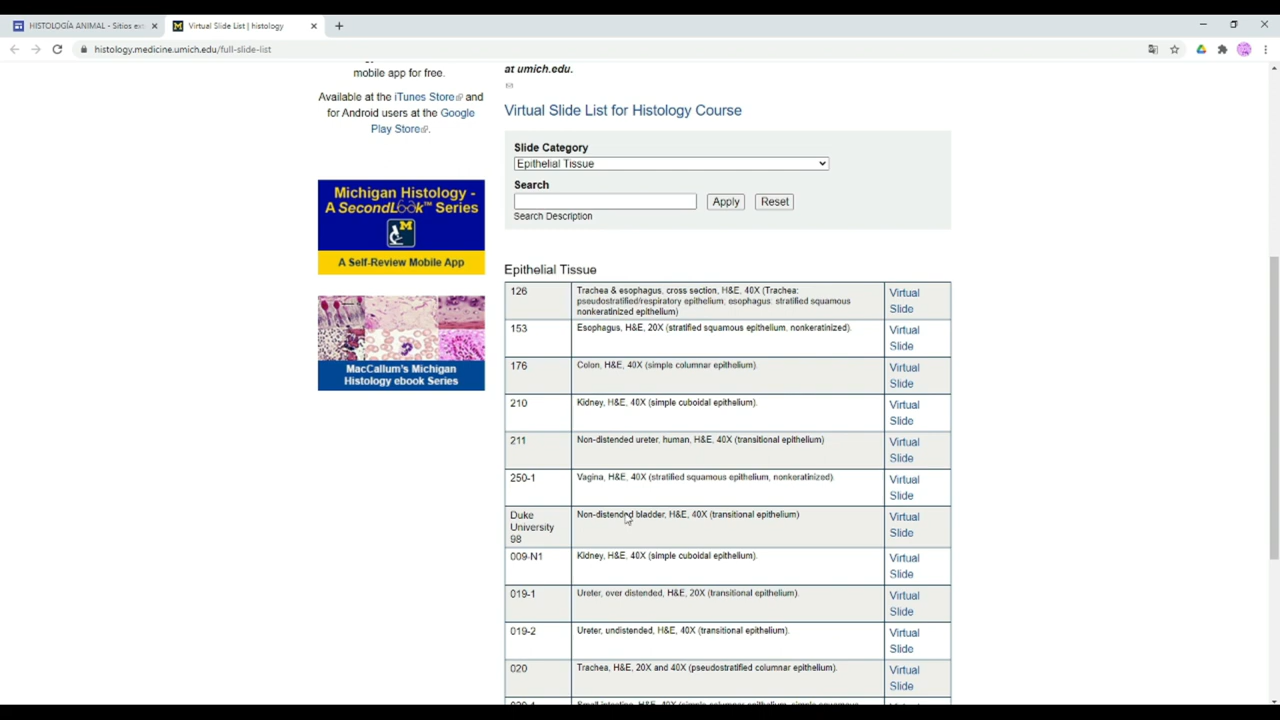 HISTOLOGÍA ANIMAL - Sitios ex
Virtual Slide List | histology
histology.medicine.umich.edu/full-slide-list
mobile app for free.
Available at the iTunes Store and
for Android users at the Google
Play Store.
Michigan Histology -
A SecondLook™ Series
M
A Self-Review Mobile App
MacCallum's Michigan
Histology ebook Series
at umich.edu.
Virtual Slide List for Histology Course
Slide Category
Epithelial Tissue
Search
Apply Reset
Search Description
Epithelial Tissue
126 Trachea & esophagus, cross section, H&E, 40X (Trachea: Virtual
pseudostratified/respiratory epithelium, esophagus: stratified squamous Slide
nonkeratinized epithelium)
153 Esophagus, H&E, 20X (stratified squamous epithelium, nonkeratinized). Virtual
Slide
176 Colon, H&E, 40X (simple columnar epithelium). Virtual
Slide
210 Kidney, H&E, 40X (simple cuboidal epithelium). Virtual
Slide
211 Non-distended ureter, human, H&E, 40X (transitional epithelium) Virtual
Slide
250-1 Vagina, H&E, 40X (stratified squamous epithelium, nonkeratinized). Virtual
Slide
Duke Non-distended bladder, H&E, 40X (transitional epithelium) Virtual
University Slide
98
009-N1 Kidney, H&E, 40X (simple cuboidal epithelium). Virtual
Slide
019-1 Ureter, over distended, H&E, 20X (transitional epithelium). Virtual
Slide
019-2 Ureter, undistended, H&E, 40X (transitional epithelium). Virtual
Slide
020 Trachea, H&E, 20X and 40X (pseudostratified columnar epithelium). Virtual
Slide